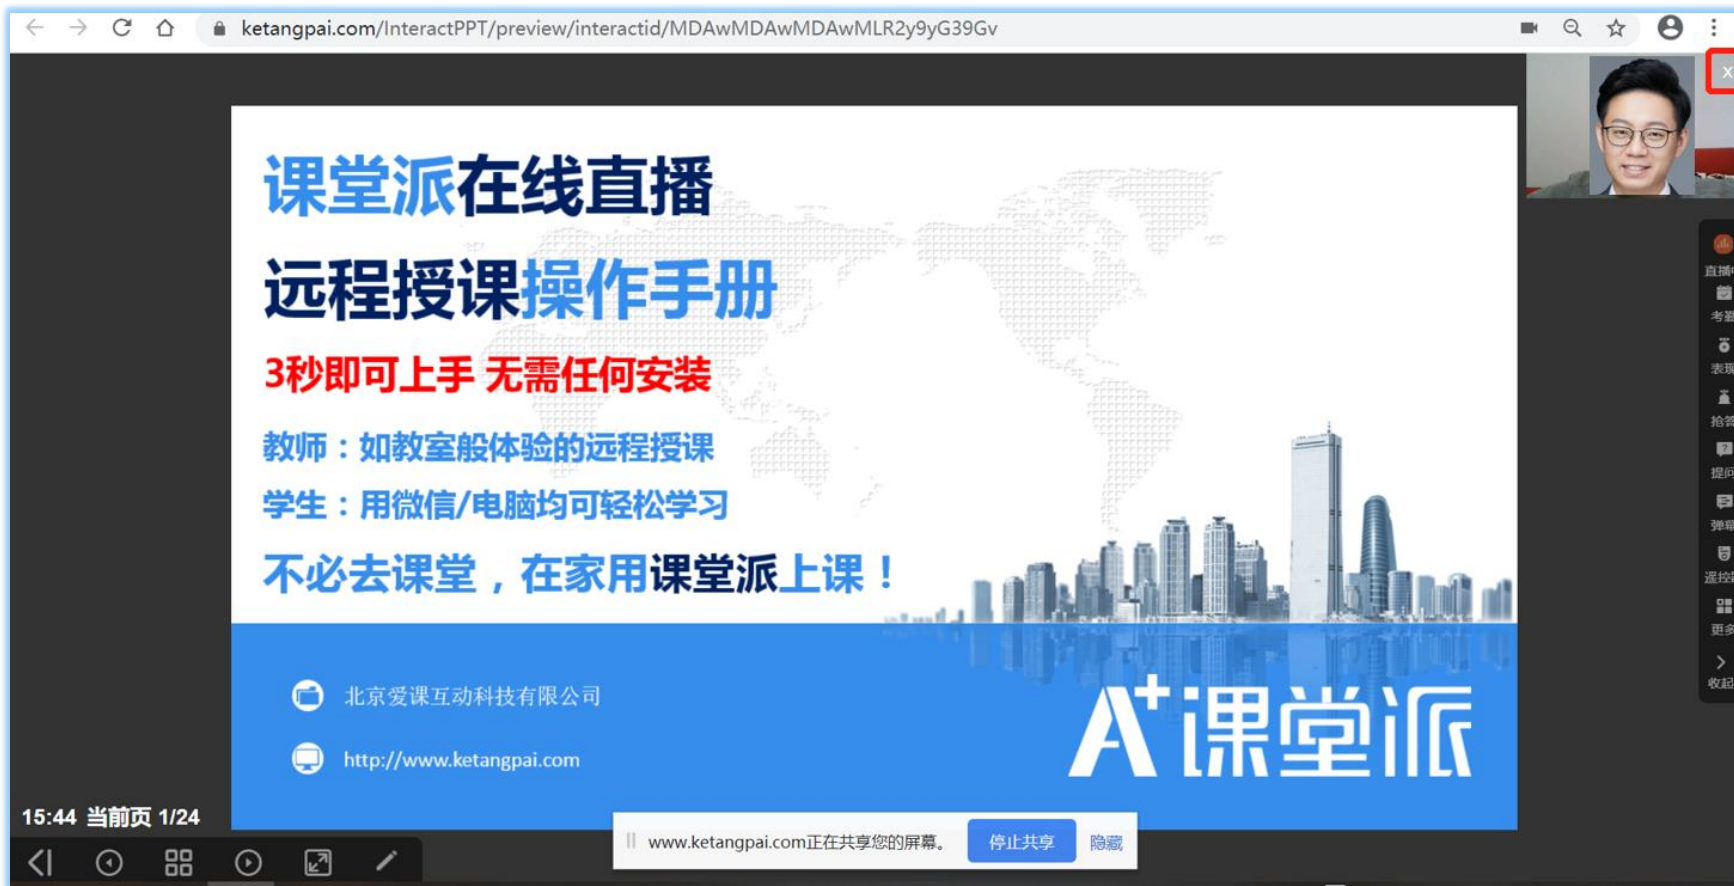 ketangpai.com/InteractPPT/preview/interactid/MDAwMDAwMDAwMLR2y9yG39Gv
x
课堂派在线直播
远程授课操作手册
3秒即可上手 无需任何安装
教师：如教室般体验的远程授课
学生：用微信/电脑均可轻松学习
不必去课堂，在家用课堂派上课！
北京爱课互动科技有限公司
http://www.ketangpai.com
A+课堂派
直播中
考勤
表现
抢答
提问
弹幕
遥控器
更多
收起
15:44 当前页 1/24
www.ketangpai.com正在共享您的屏幕。 停止共享 隐藏